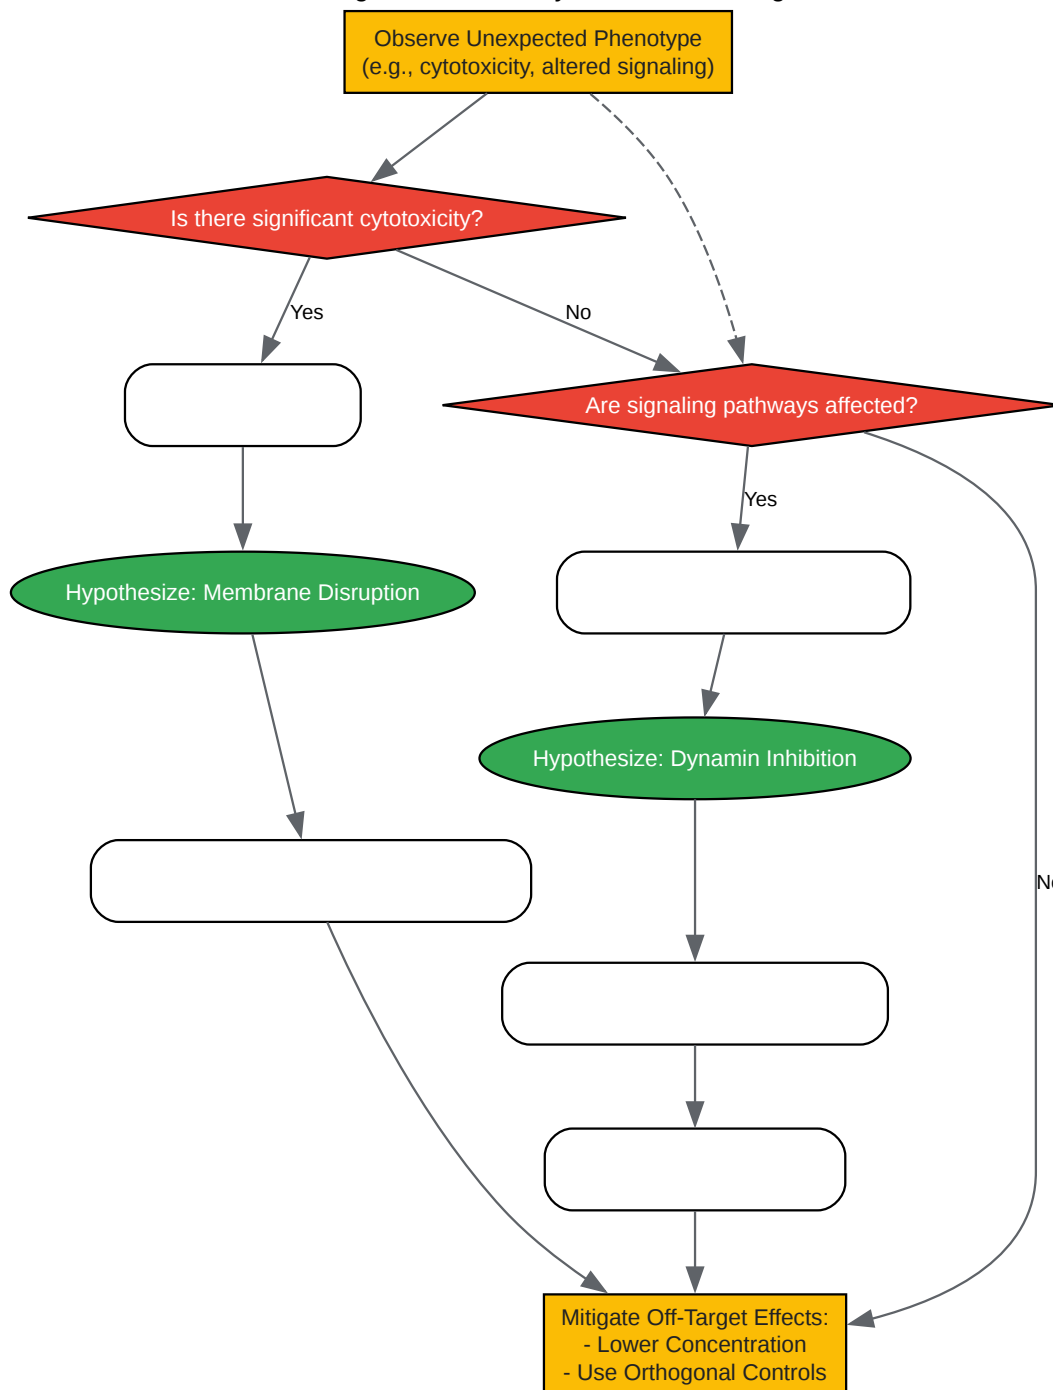 Observe Unexpected Phenotype
(e.g., cytotoxicity, altered signaling)
Is there significant cytotoxicity?
Yes
No
Are signaling pathways affected?
Yes
Hypothesize: Membrane Disruption
Hypothesize: Dynamin Inhibition
Mitigate Off-Target Effects:
- Lower Concentration
- Use Orthogonal Controls